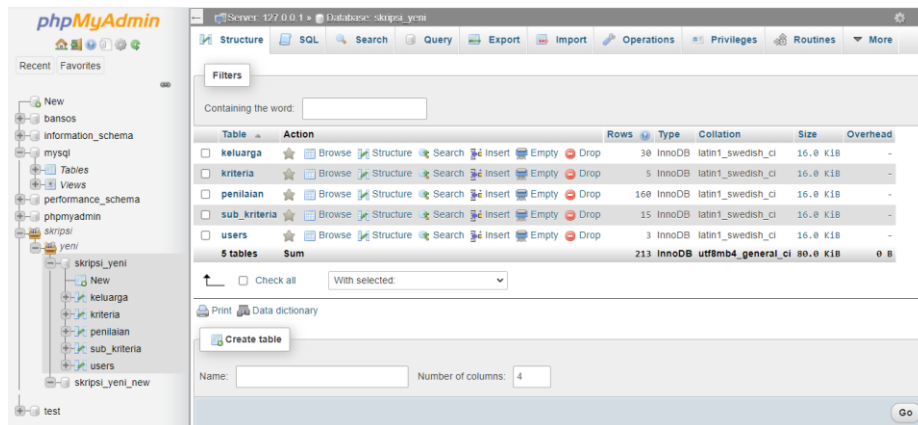 phpMyAdmin
Recent Favorites
New
bansos
information_schema
mysql
Tables
Views
performance_schema
phpmyadmin
skripsi
yeni
skripsi_yeni
New
keluarga
kriteria
penilaian
sub_kriteria
users
skripsi_yeni_new
test
Server: 127.0.0.1 » Database: skripsi_yeni
Structure SQL Search Query Export Import Operations Privileges Routines More
Filters
Containing the word:
Table Action Rows Type Collation Size Overhead
keluarga Browse Structure Search Insert Empty Drop 30 InnoDB latin1_swedish_ci 16.0 KiB -
kriteria Browse Structure Search Insert Empty Drop 5 InnoDB latin1_swedish_ci 16.0 KiB -
penilaian Browse Structure Search Insert Empty Drop 160 InnoDB latin1_swedish_ci 16.0 KiB -
sub_kriteria Browse Structure Search Insert Empty Drop 15 InnoDB latin1_swedish_ci 16.0 KiB -
users Browse Structure Search Insert Empty Drop 3 InnoDB latin1_swedish_ci 16.0 KiB -
5 tables Sum 213 InnoDB utf8mb4_general_ci 80.0 KiB 0 B
Check all With selected:
Print Data dictionary
Create table
Name: Number of columns: 4
Go